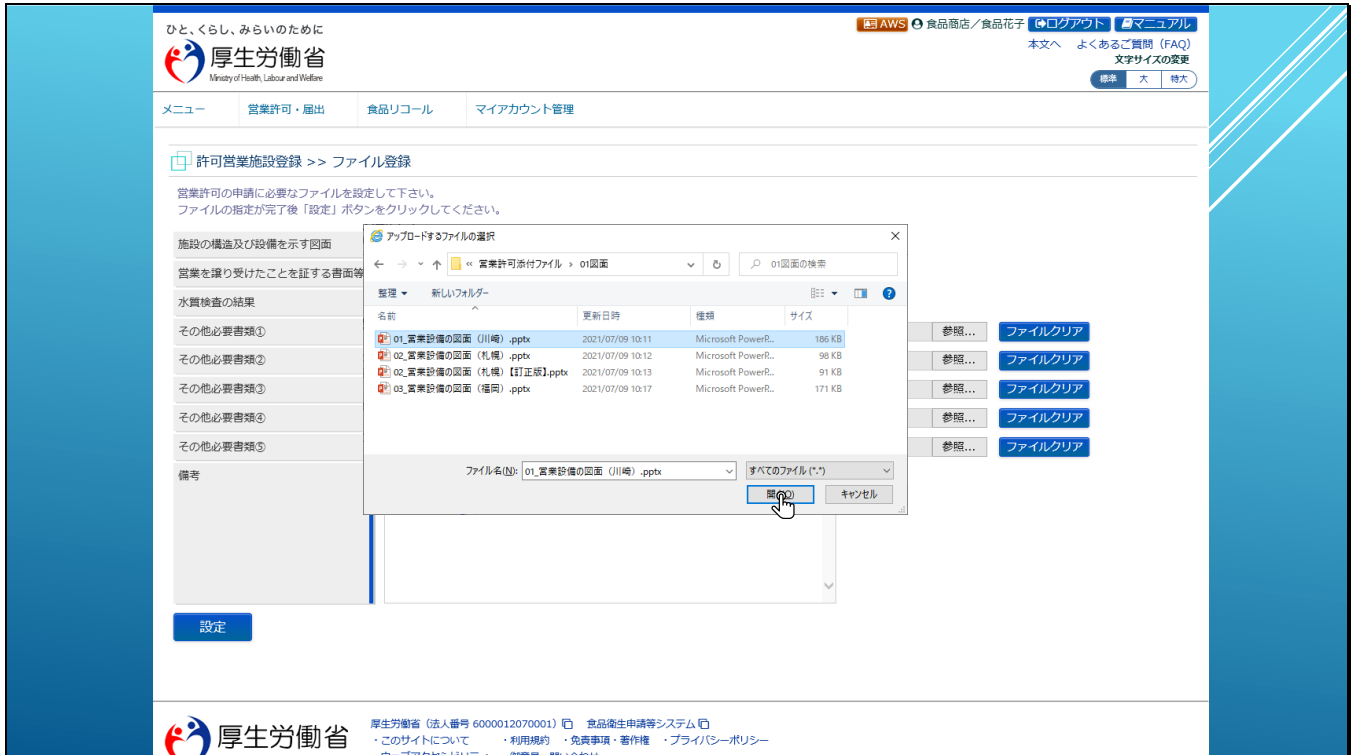 ひと、くらし、みらいのために
厚生労働省
Ministry of Health, Labour and Welfare
AWS 食品商店／食品花子 ログアウト マニュアル
本文へ よくあるご質問（FAQ）
文字サイズの変更
標準 大 特大
メニュー 営業許可・届出 食品リコール マイアカウント管理
許可営業施設登録 >> ファイル登録
営業許可の申請に必要なファイルを設定して下さい。
ファイルの指定が完了後「設定」ボタンをクリックしてください。
施設の構造及び設備を示す図面
営業を譲り受けたことを証する書面等
水質検査の結果
その他必要書類① 参照... ファイルクリア
その他必要書類② 参照... ファイルクリア
その他必要書類③ 参照... ファイルクリア
その他必要書類④ 参照... ファイルクリア
その他必要書類⑤ 参照... ファイルクリア
備考
アップロードするファイルの選択
« 営業許可添付ファイル › 01図面 01図面の検索
整理 新しいフォルダー
名前 更新日時 種類 サイズ
01_営業設備の図面（川崎）.pptx 2021/07/09 10:11 Microsoft PowerP... 186 KB
02_営業設備の図面（札幌）.pptx 2021/07/09 10:12 Microsoft PowerP... 98 KB
02_営業設備の図面（札幌）【訂正版】.pptx 2021/07/09 10:13 Microsoft PowerP... 91 KB
03_営業設備の図面（福岡）.pptx 2021/07/09 10:17 Microsoft PowerP... 171 KB
ファイル名(N): 01_営業設備の図面（川崎）.pptx すべてのファイル (*.*)
キャンセル
設定
厚生労働省
厚生労働省（法人番号 6000012070001） 食品衛生申請等システム
・このサイトについて ・利用規約 ・免責事項・著作権 ・プライバシーポリシー